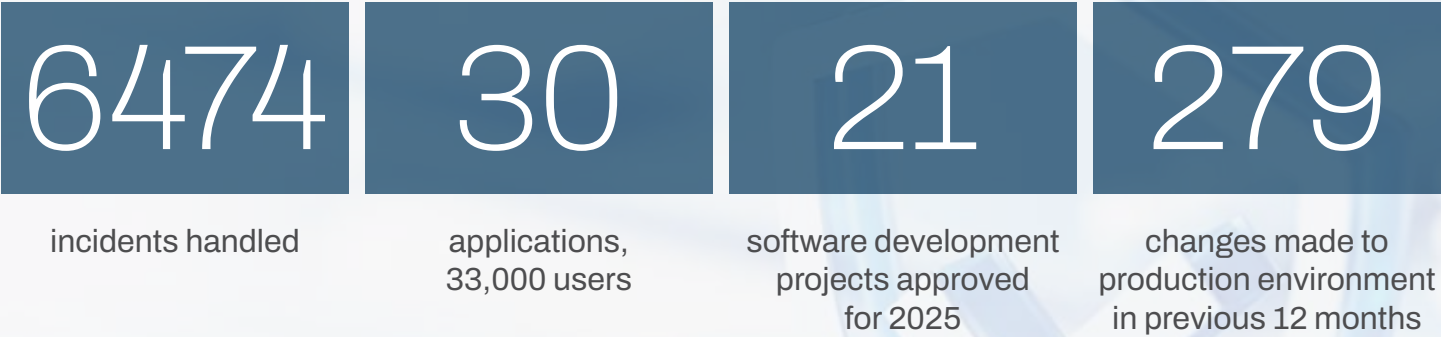 6474
incidents handled
30
applications,
33,000 users
21
software development
projects approved
for 2025
279
changes made to
production environment
in previous 12 months